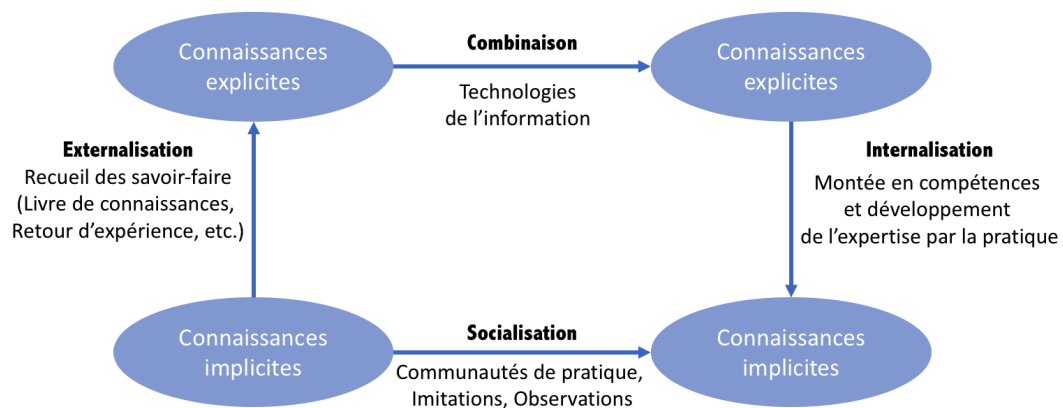 Connaissances
explicites
Combinaison
Technologies
de l’information
Connaissances
explicites
Externalisation
Recueil des savoir-faire
(Livre de connaissances,
Retour d’expérience, etc.)
Internalisation
Montée en compétences
et développement
de l’expertise par la pratique
Connaissances
implicites
Socialisation
Communautés de pratique,
Imitations, Observations
Connaissances
implicites